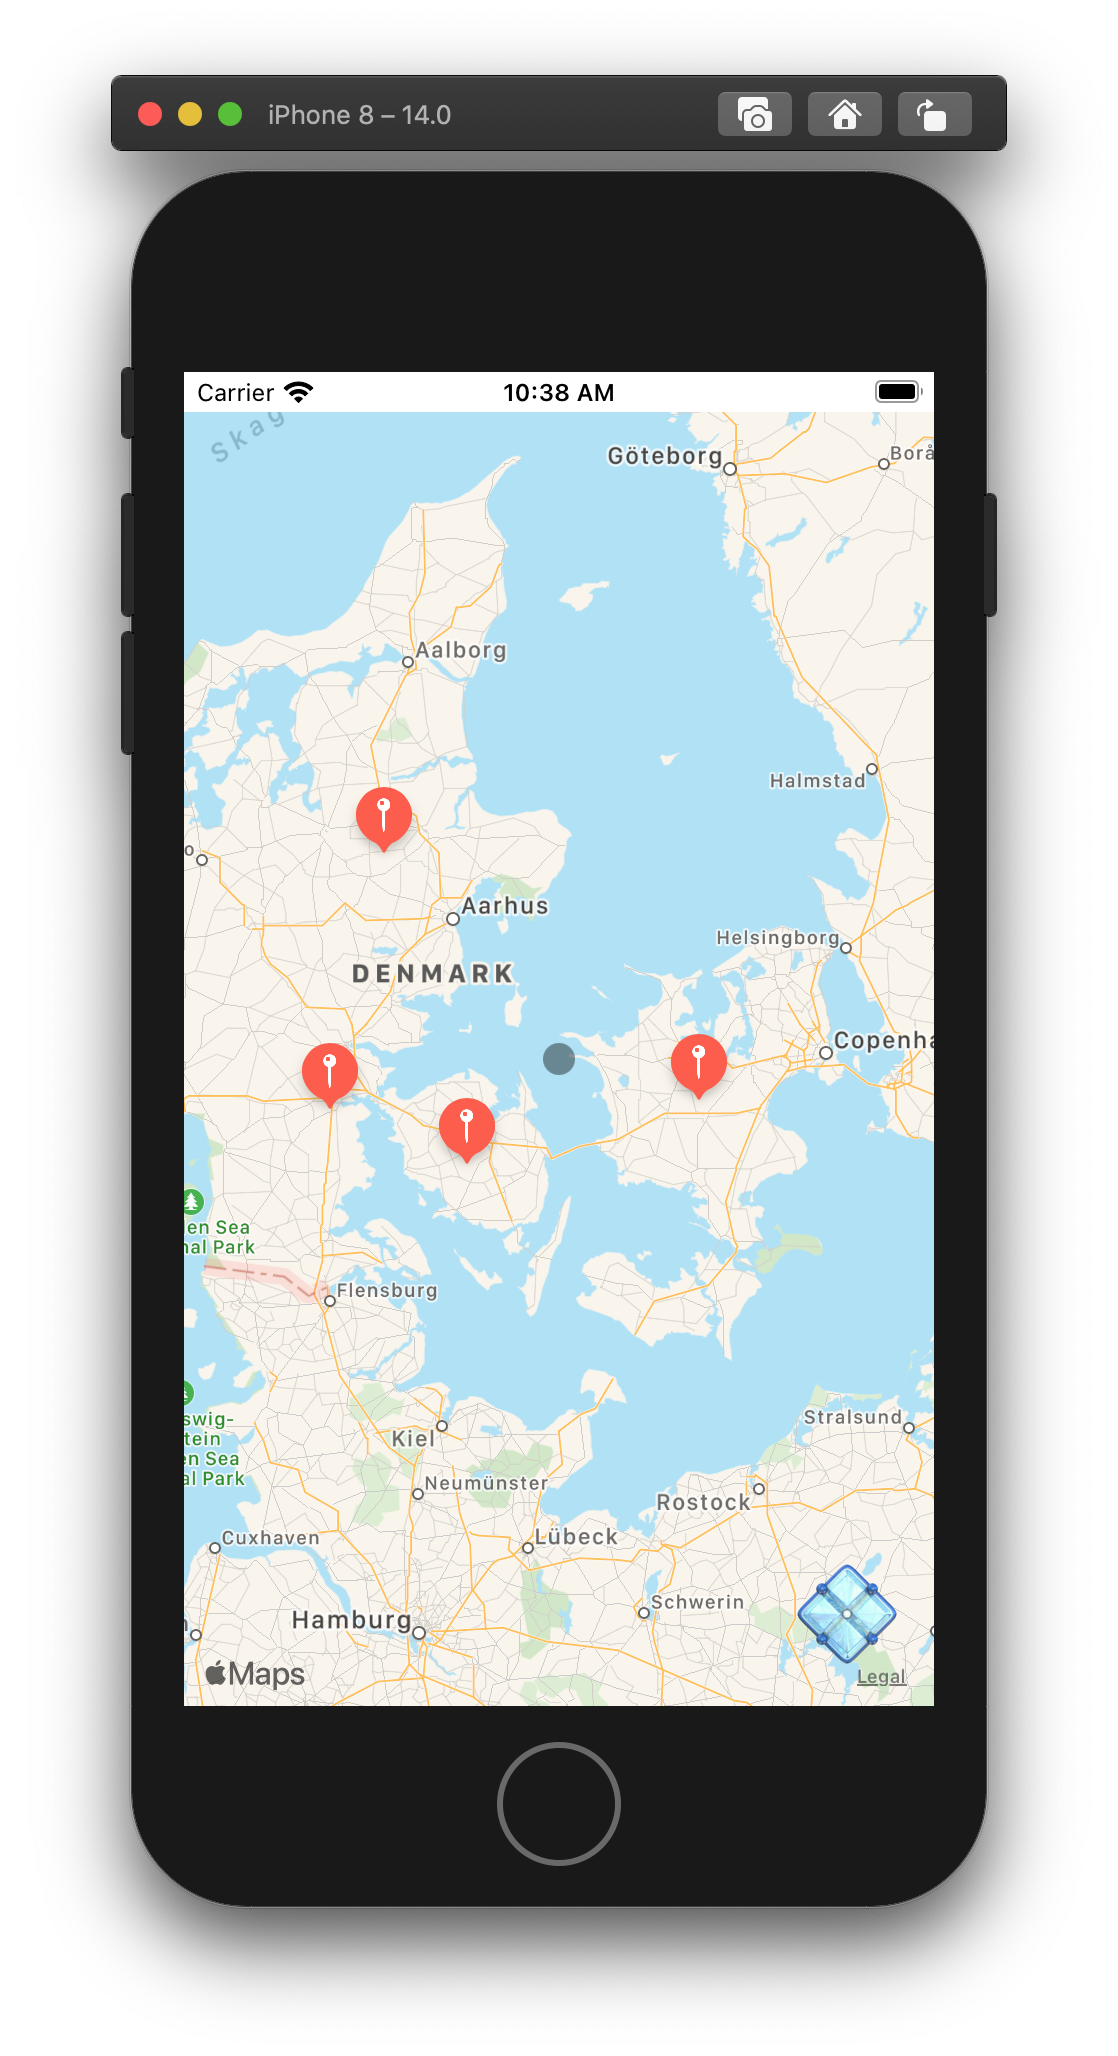 iPhone 8 – 14.0
Carrier
10:38 AM
Skag
Göteborg
Borå
Aalborg
Halmstad
o
Aarhus
Helsingborg
DENMARK
Copenha
en Sea
nal Park
Flensburg
swig-
tein
en Sea
al Park
Stralsund
Kiel
Neumünster
Rostock
Cuxhaven
Lübeck
Schwerin
Hamburg
Maps
Legal